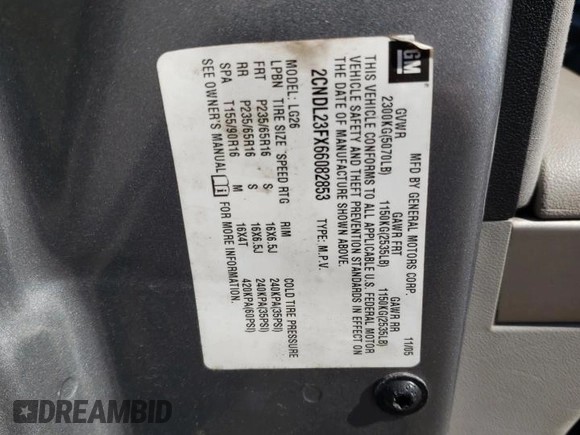 GM
MFD BY GENERAL MOTORS CORP. 11/05
GVWR GAWR FRT GAWR RR
2300KG(5070LB) 1150KG(2535LB) 1150KG(2535LB)
THIS VEHICLE CONFORMS TO ALL APPLICABLE U.S. FEDERAL MOTOR
VEHICLE SAFETY AND THEFT PREVENTION STANDARDS IN EFFECT ON
THE DATE OF MANUFACTURE SHOWN ABOVE.
2CNDL23FX66082853 TYPE: M.P.V.
MODEL: LG26
LPBN TIRE SIZE SPEED RTG RIM COLD TIRE PRESSURE
FRT P235/65R16 S 16X6.5J 240KPA(35PSI)
RR P235/65R16 S 16X6.5J 240KPA(35PSI)
SPA T155/90R16 M 16X4T 420KPA(60PSI)
SEE OWNER'S MANUAL FOR MORE INFORMATION.
DREAMBID